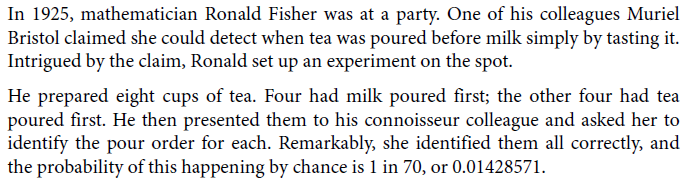 In 1925, mathematician Ronald Fisher was at a party. One of his colleagues Muriel
Bristol claimed she could detect when tea was poured before milk simply by tasting it.
Intrigued by the claim, Ronald set up an experiment on the spot.
He prepared eight cups of tea. Four had milk poured first; the other four had tea
poured first. He then presented them to his connoisseur colleague and asked her to
identify the pour order for each. Remarkably, she identified them all correctly, and
the probability of this happening by chance is 1 in 70, or 0.01428571.